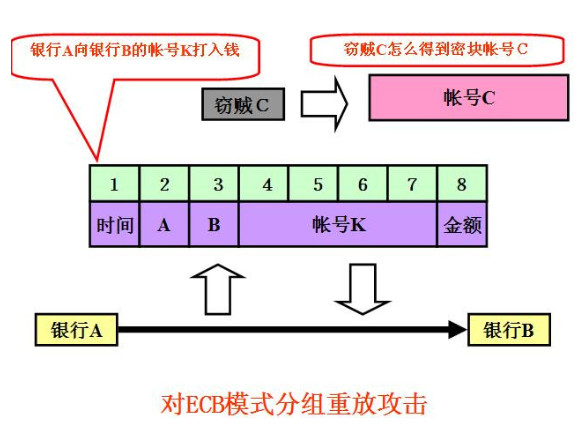 银行A向银行B的帐号K打入钱
窃贼C怎么得到密块帐号C
窃贼C
帐号C
1 2 3 4 5 6 7 8
时间 A B 帐号K 金额
银行A
银行B
对ECB模式分组重放攻击